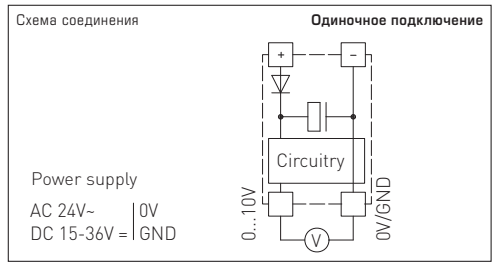 Схема соединения
Одиночное подключение
+ −
Circuitry
Power supply
AC 24V~ | 0V
DC 15-36V = | GND
0...10V
0V/GND
V